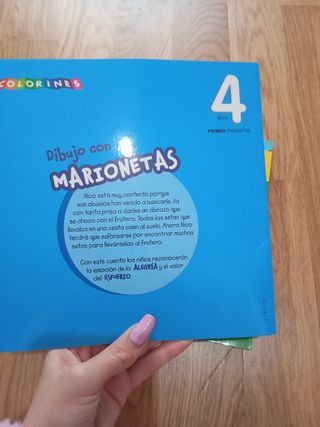 COLORINES
4
años
PRIMER TRIMESTRE
Dibujo con
MARIONETAS
Nico está muy contento porque
sus abuelos han venido a buscarle. Va
con tanta prisa a darles un abrazo que
se choca con el frutero. Todas las setas que
llevaba en una cesta caen al suelo. Ahora Nico
tendrá que esforzarse por encontrar muchas
setas para llevárselas al frutero.
Con este cuento los niños reconocerán
la emoción de la ALEGRÍA y el valor
del ESFUERZO.